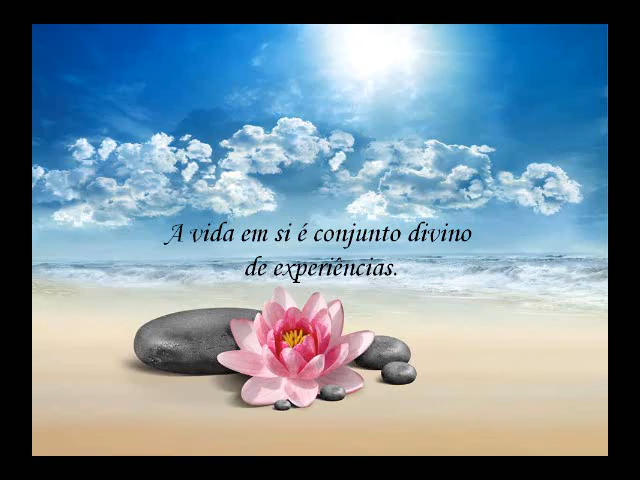 A vida em si é conjunto divino
de experiências.